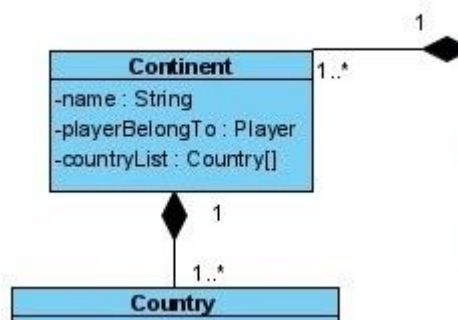 1
Continent
1..*
-name : String
-playerBelongTo : Player
-countryList : Country[]
1
1..*
Country